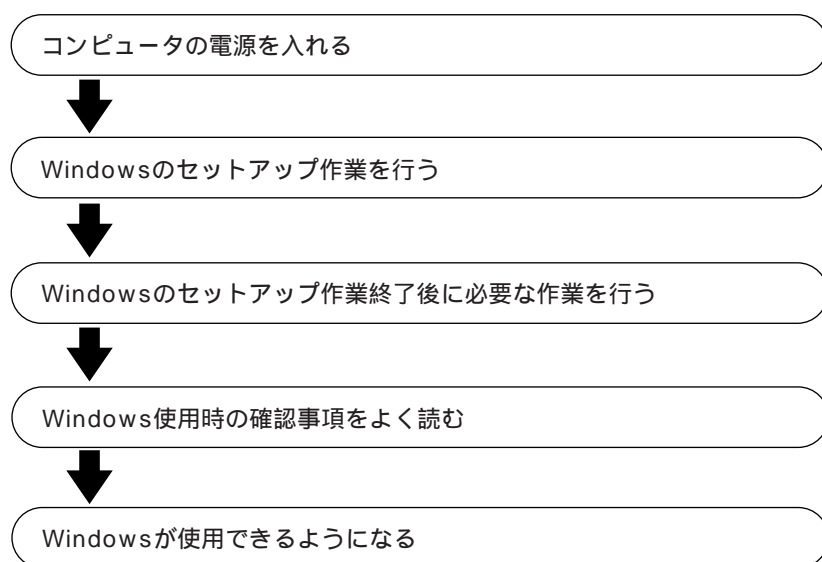 コンピュータの電源を入れる
Windowsのセットアップ作業を行う
Windowsのセットアップ作業終了後に必要な作業を行う
Windows使用時の確認事項をよく読む
Windowsが使用できるようになる